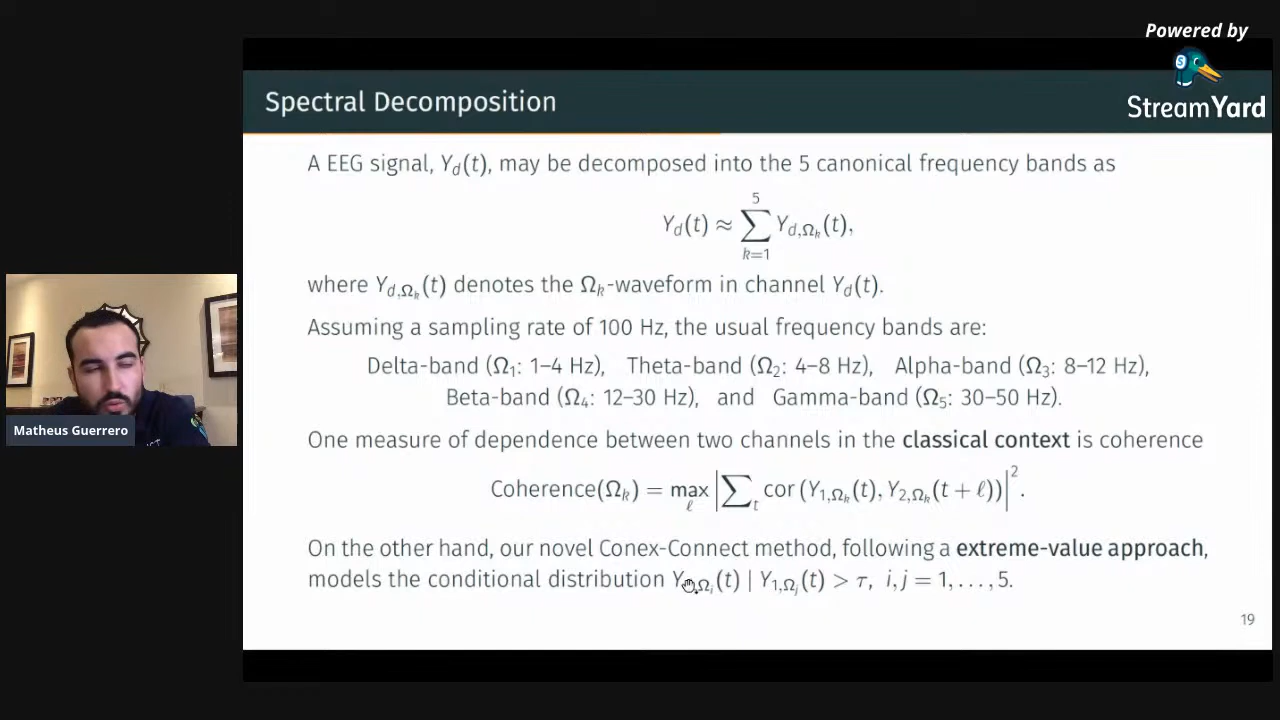 Powered by
StreamYard
Spectral Decomposition
A EEG signal, Y_d(t), may be decomposed into the 5 canonical frequency bands as
Y_d(t) ≈ ∑_{k=1}^{5} Y_{d,Ω_k}(t),
where Y_{d,Ω_k}(t) denotes the Ω_k-waveform in channel Y_d(t).
Assuming a sampling rate of 100 Hz, the usual frequency bands are:
Delta-band (Ω_1: 1–4 Hz), Theta-band (Ω_2: 4–8 Hz), Alpha-band (Ω_3: 8–12 Hz),
Beta-band (Ω_4: 12–30 Hz), and Gamma-band (Ω_5: 30–50 Hz).
One measure of dependence between two channels in the classical context is coherence
Coherence(Ω_k) = max_ℓ |∑_t cor (Y_{1,Ω_k}(t), Y_{2,Ω_k}(t + ℓ))|^2.
On the other hand, our novel Conex-Connect method, following a extreme-value approach,
models the conditional distribution Y_{,Ω_i}(t) | Y_{1,Ω_j}(t) > τ, i, j = 1, . . . , 5.
19
Matheus Guerrero